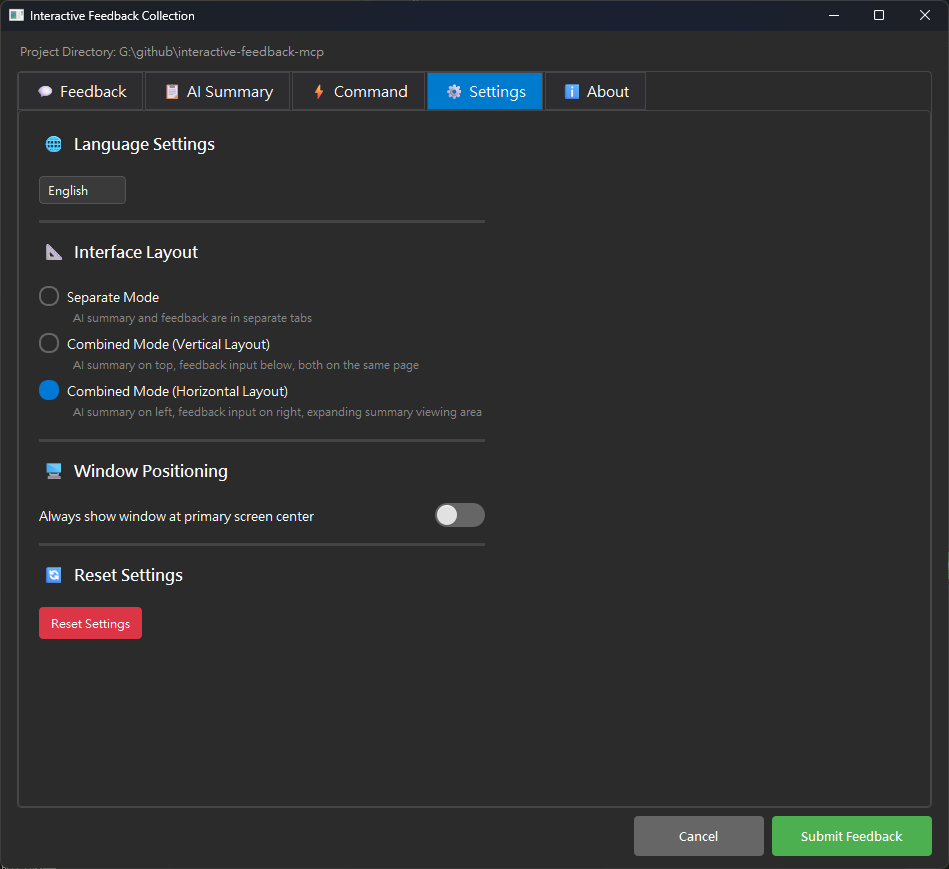 Interactive Feedback Collection
Project Directory: G:\github\interactive-feedback-mcp
Feedback
AI Summary
Command
Settings
About
Language Settings
English
Interface Layout
Separate Mode
AI summary and feedback are in separate tabs
Combined Mode (Vertical Layout)
AI summary on top, feedback input below, both on the same page
Combined Mode (Horizontal Layout)
AI summary on left, feedback input on right, expanding summary viewing area
Window Positioning
Always show window at primary screen center
Reset Settings
Reset Settings
Cancel
Submit Feedback